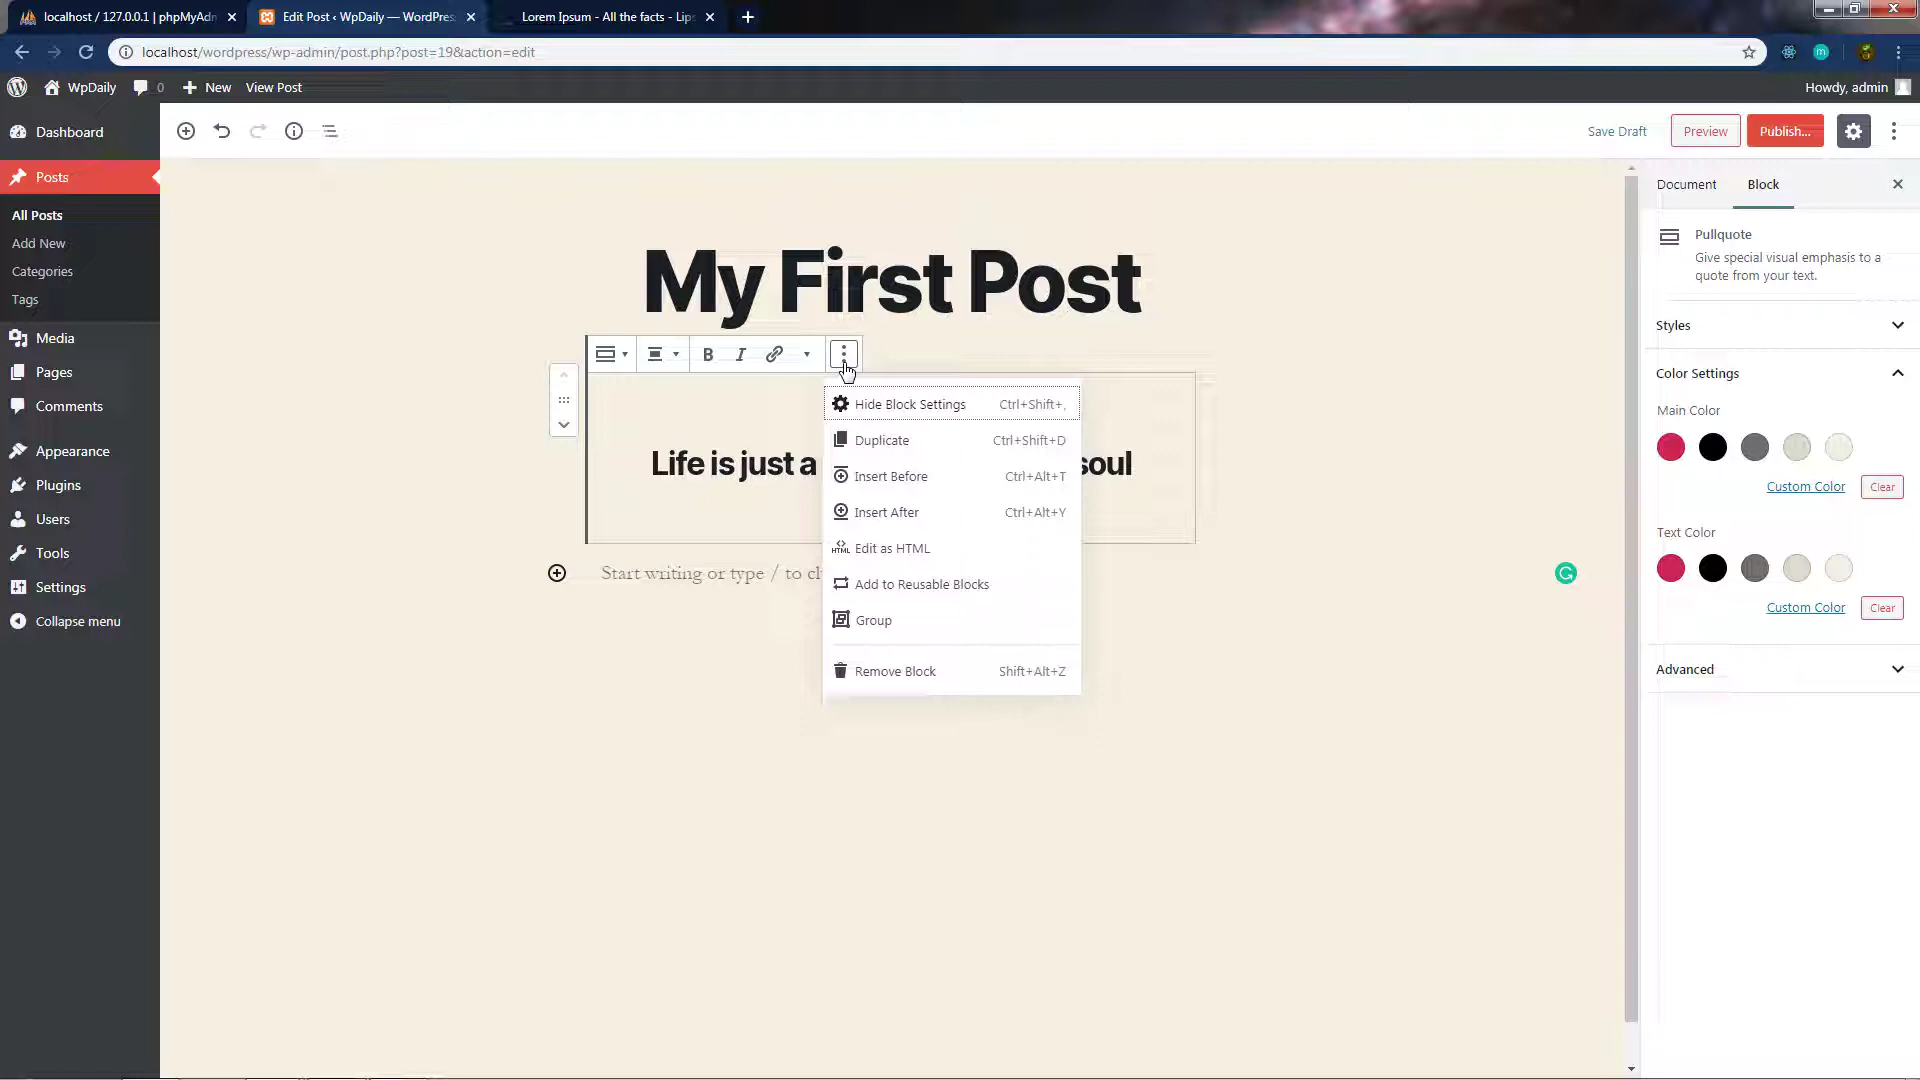 localhost / 127.0.0.1 | phpMyAdm
Edit Post ‹ WpDaily — WordPress
Lorem Ipsum - All the facts - Lips
localhost/wordpress/wp-admin/post.php?post=19&action=edit
WpDaily
0
New
View Post
Howdy, admin
Dashboard
Posts
All Posts
Add New
Categories
Tags
Media
Pages
Comments
Appearance
Plugins
Users
Tools
Settings
Collapse menu
Save Draft
Preview
Publish...
My First Post
B I
Life is just a
soul
Start writing or type / to ch
Hide Block Settings Ctrl+Shift+,
Duplicate Ctrl+Shift+D
Insert Before Ctrl+Alt+T
Insert After Ctrl+Alt+Y
HTML Edit as HTML
Add to Reusable Blocks
Group
Remove Block Shift+Alt+Z
Document
Block
Pullquote
Give special visual emphasis to a
quote from your text.
Styles
Color Settings
Main Color
Custom Color
Clear
Text Color
Custom Color
Clear
Advanced